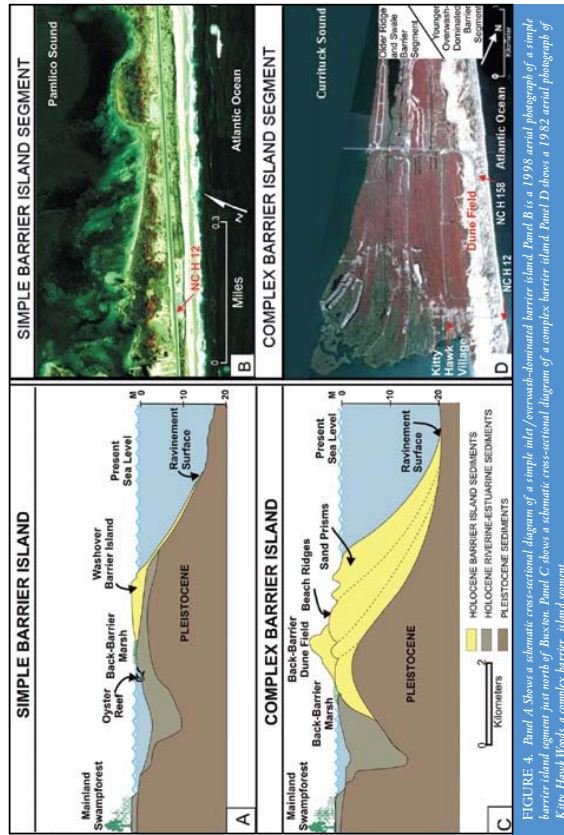 SIMPLE BARRIER ISLAND
Mainland
Swampforest
Oyster
Reef
Back-Barrier
Marsh
Washover
Barrier Island
Present
Sea Level
M
0
10
20
Ravinement
Surface
PLEISTOCENE
A
SIMPLE BARRIER ISLAND SEGMENT
Pamlico Sound
NC H 12
0
0.3
Miles
N
Atlantic Ocean
B
COMPLEX BARRIER ISLAND
Mainland
Swampforest
Back-Barrier
Marsh
Back-Barrier
Dune Field
Beach Ridges
Sand Prisms
Present
Sea Level
M
0
10
20
Ravinement
Surface
PLEISTOCENE
0
2
Kilometers
HOLOCENE BARRIER ISLAND SEDIMENTS
HOLOCENE RIVERINE-ESTUARINE SEDIMENTS
PLEISTOCENE SEDIMENTS
C
COMPLEX BARRIER ISLAND SEGMENT
Currituck Sound
Older Ridge
and Swale
Barrier
Segment
Younger
Overwash-
Dominated
Barrier
Segment
Kitty
Hawk
Village
Dune Field
NC H 12
NC H 158
Atlantic Ocean
N
0
1
Kilometer
D
FIGURE 4. Panel A Shows a schematic cross-sectional diagram of a simple inlet/overwash-dominated barrier island. Panel B is a 1998 aerial photograph of a simple
barrier island segment just north of Buxton. Panel C shows a schematic cross-sectional diagram of a complex barrier island. Panel D shows a 1982 aerial photograph of
Kitty Hawk Woods, a complex barrier island segment.